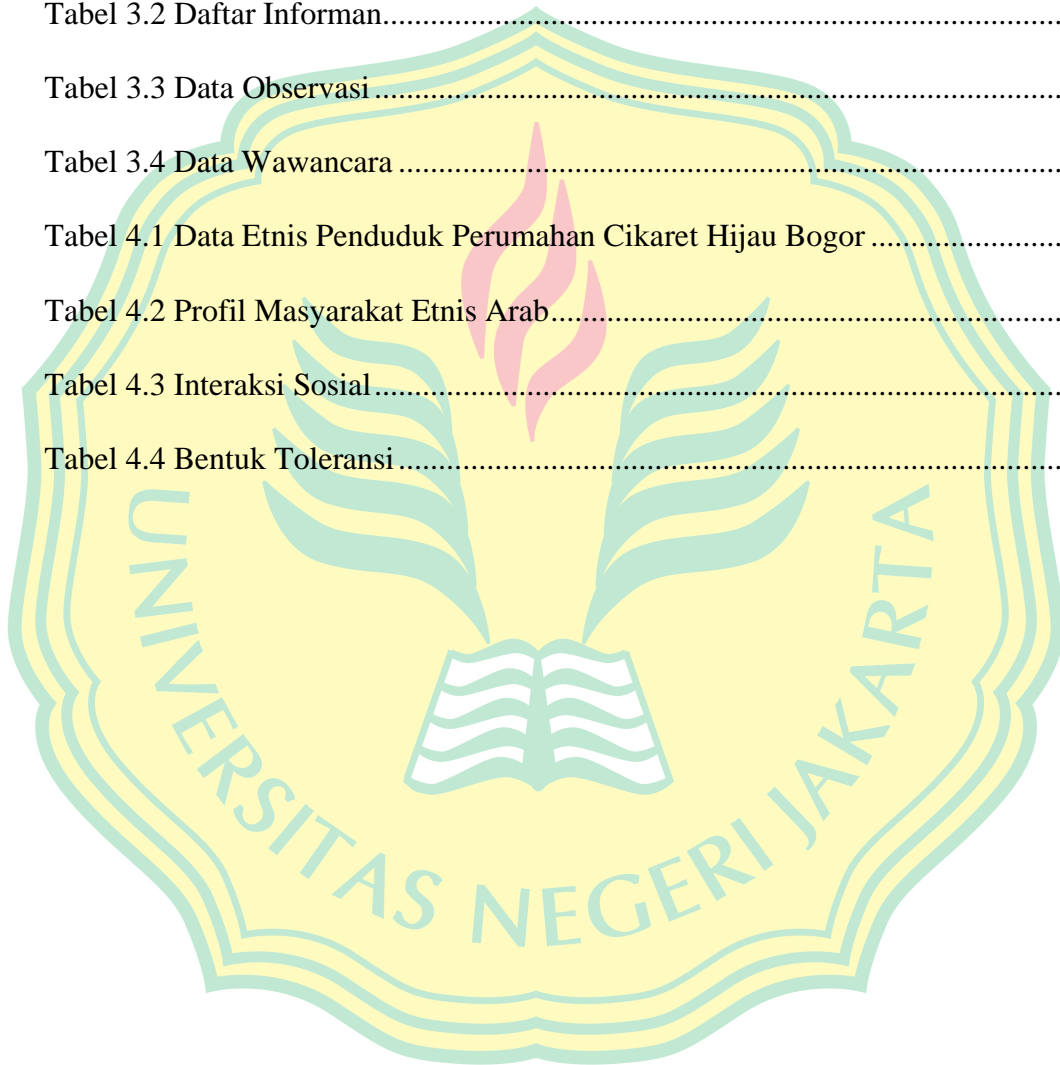 Tabel 3.2 Daftar Informan....................................................................................
Tabel 3.3 Data Observasi.....................................................................................
Tabel 3.4 Data Wawancara ..................................................................................
Tabel 4.1 Data Etnis Penduduk Perumahan Cikaret Hijau Bogor ........................
Tabel 4.2 Profil Masyarakat Etnis Arab................................................................
Tabel 4.3 Interaksi Sosial.....................................................................................
Tabel 4.4 Bentuk Toleransi..................................................................................
UNIVERSITAS NEGERI JAKARTA